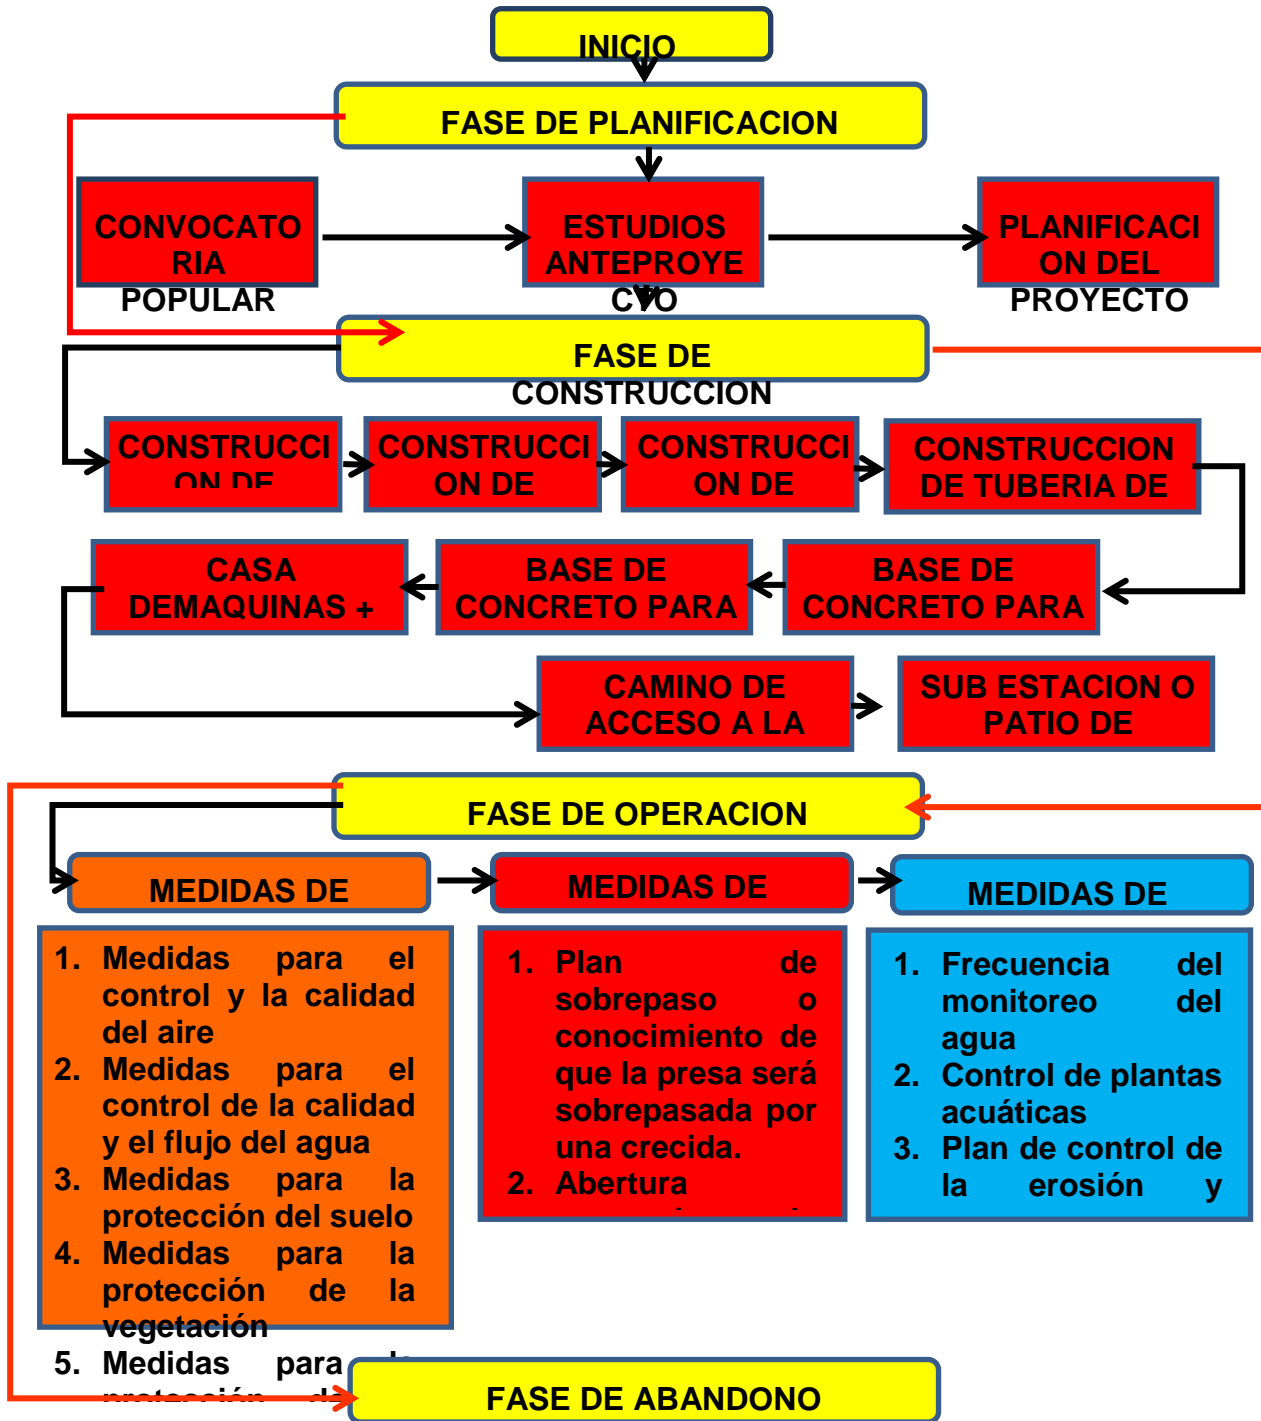 INICIO
FASE DE PLANIFICACION
CONVOCATO
RIA
POPULAR
ESTUDIOS
ANTEPROYE
CTO
PLANIFICACI
ON DEL
PROYECTO
FASE DE
CONSTRUCCION
CONSTRUCCI
ON DE
CONSTRUCCI
ON DE
CONSTRUCCI
ON DE
CONSTRUCCION
DE TUBERIA DE
CASA
DEMAQUINAS +
BASE DE
CONCRETO PARA
BASE DE
CONCRETO PARA
CAMINO DE
ACCESO A LA
SUB ESTACION O
PATIO DE
FASE DE OPERACION
MEDIDAS DE
MEDIDAS DE
MEDIDAS DE
1. Medidas para el
control y la calidad
del aire
2. Medidas para el
control de la calidad
y el flujo del agua
3. Medidas para la
protección del suelo
4. Medidas para la
protección de la
vegetación
5. Medidas para la
protección de
1. Plan de
sobrepaso o
conocimiento de
que la presa será
sobrepasada por
una crecida.
2. Abertura
1. Frecuencia del
monitoreo del
agua
2. Control de plantas
acuáticas
3. Plan de control de
la erosión y
FASE DE ABANDONO